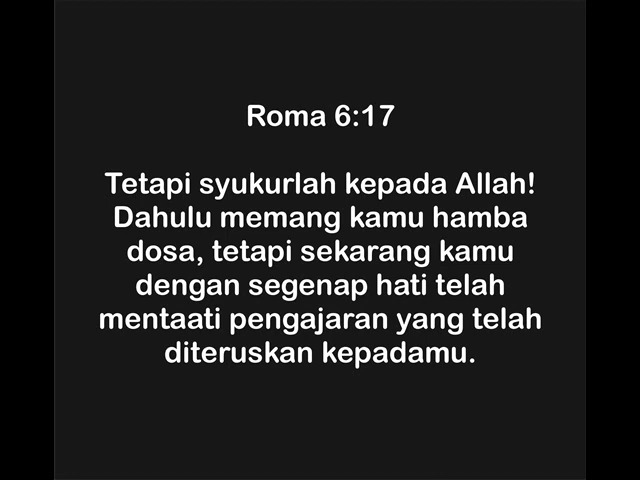 Roma 6:17
Tetapi syukurlah kepada Allah!
Dahulu memang kamu hamba
dosa, tetapi sekarang kamu
dengan segenap hati telah
mentaati pengajaran yang telah
diteruskan kepadamu.